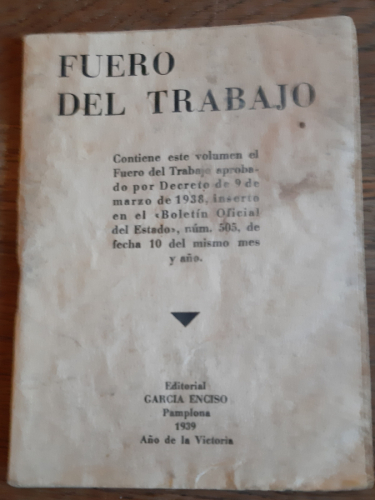 FUERO
DEL TRABAJO
Contiene este volumen el
Fuero del Trabajo aproba-
do por Decreto de 9 de
marzo de 1938, inserto
en el «Boletín Oficial
del Estado», núm. 505, de
fecha 10 del mismo mes
y año.
Editorial
GARCIA ENCISO
Pamplona
1939
Año de la Victoria